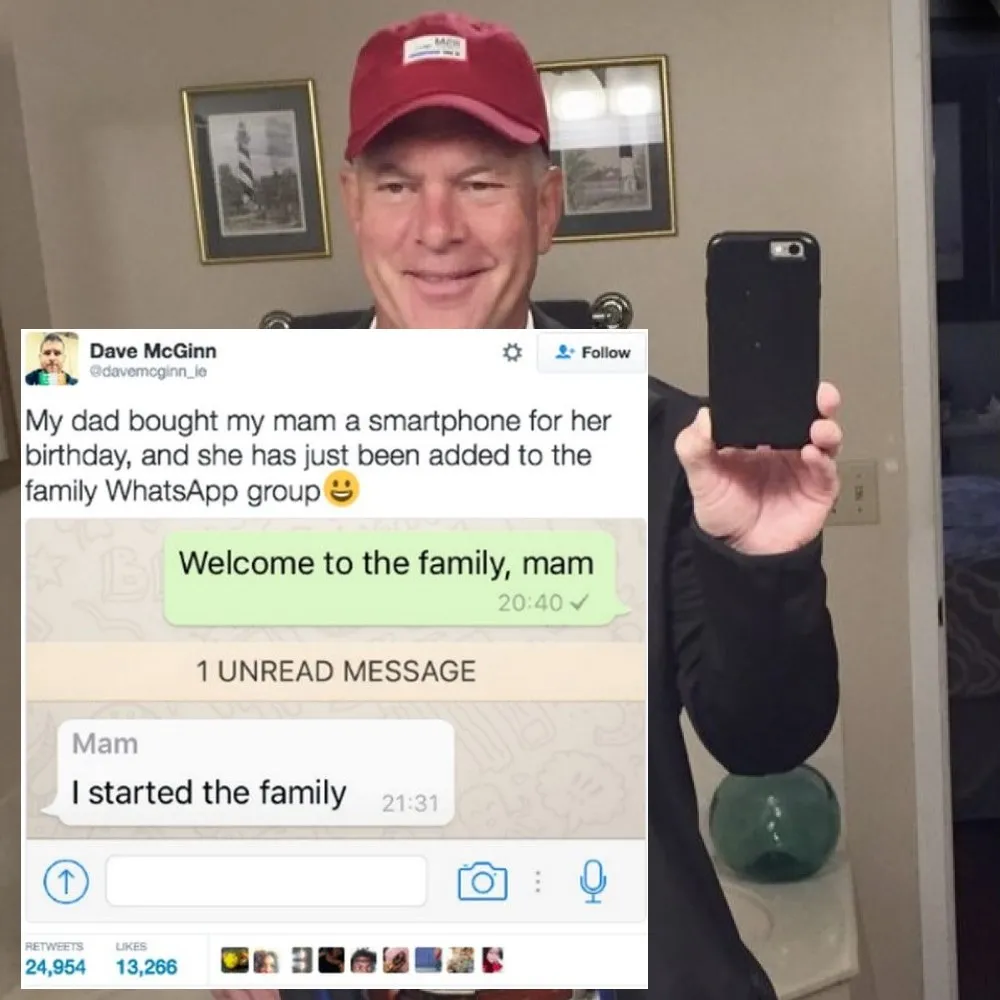 Dave McGinn
Follow
@davemcginn_ie
My dad bought my mam a smartphone for her
birthday, and she has just been added to the
family WhatsApp group😀
Welcome to the family, mam
20:40 ✓
1 UNREAD MESSAGE
Mam
I started the family
21:31
RETWEETS
LIKES
24,954
13,266